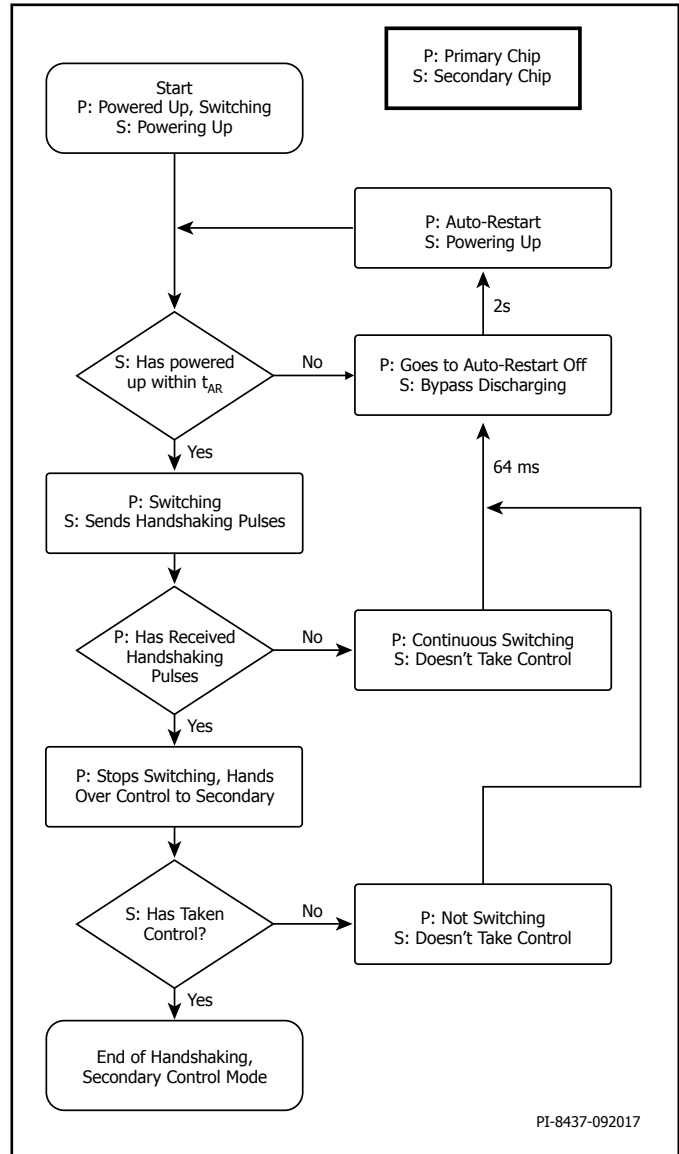 P: Primary Chip
S: Secondary Chip
Start
P: Powered Up, Switching
S: Powering Up
P: Auto-Restart
S: Powering Up
2s
S: Has powered
up within tAR
No
P: Goes to Auto-Restart Off
S: Bypass Discharging
Yes
64 ms
P: Switching
S: Sends Handshaking Pulses
P: Has Received
Handshaking
Pulses
No
P: Continuous Switching
S: Doesn't Take Control
Yes
P: Stops Switching, Hands
Over Control to Secondary
S: Has Taken
Control?
No
P: Not Switching
S: Doesn't Take Control
Yes
End of Handshaking,
Secondary Control Mode
PI-8437-092017